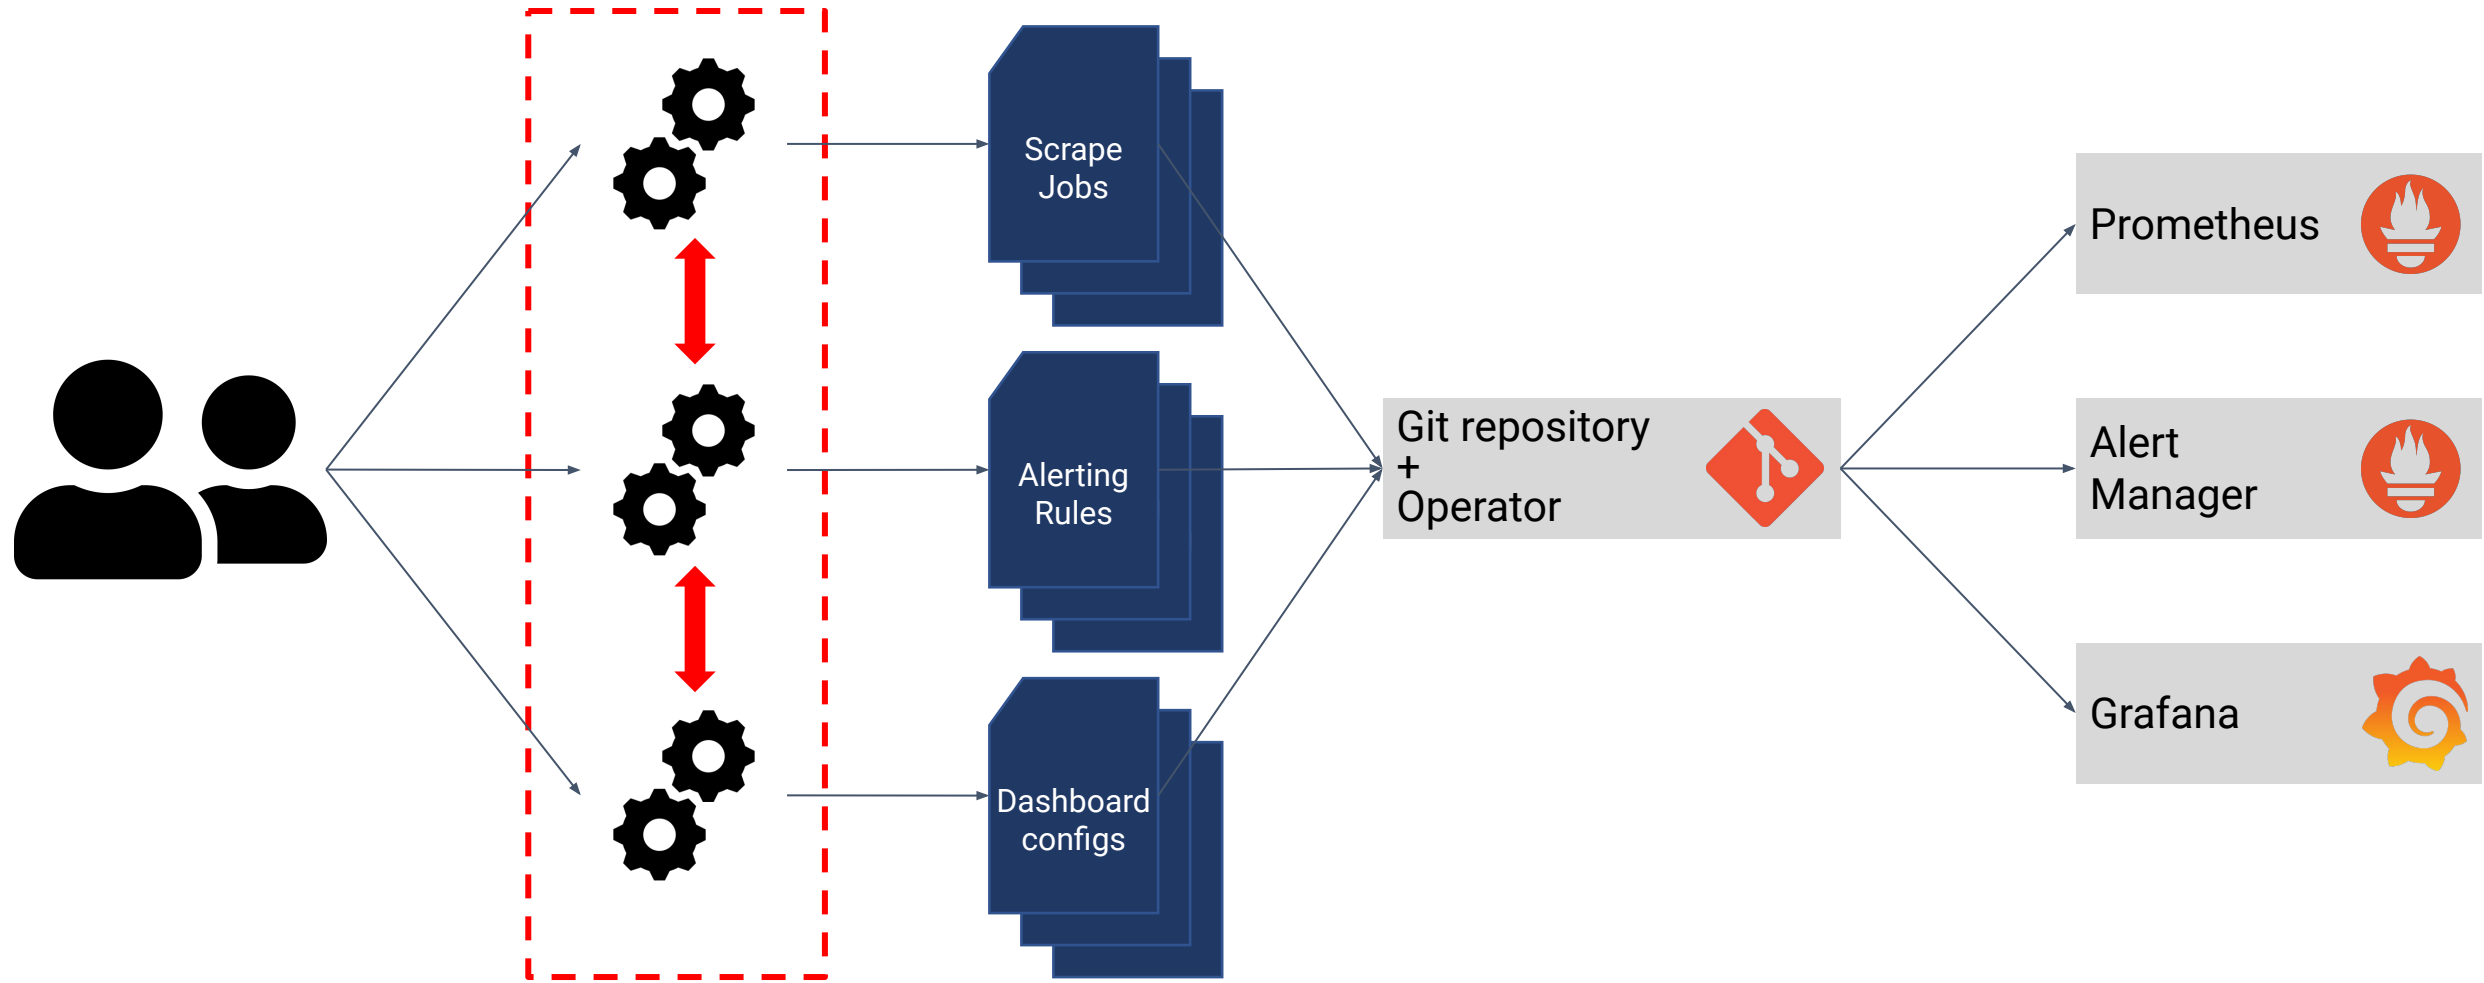 Scrape
Jobs
Alerting
Rules
Dashboard
configs
Git repository
+
Operator
Prometheus
Alert
Manager
Grafana